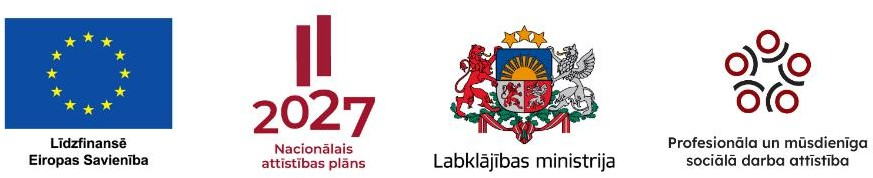 Līdzfinansē
Eiropas Savienība
2027
Nacionālais
attīstības plāns
Labklājības ministrija
Profesionāla un mūsdienīga
sociālā darba attīstība